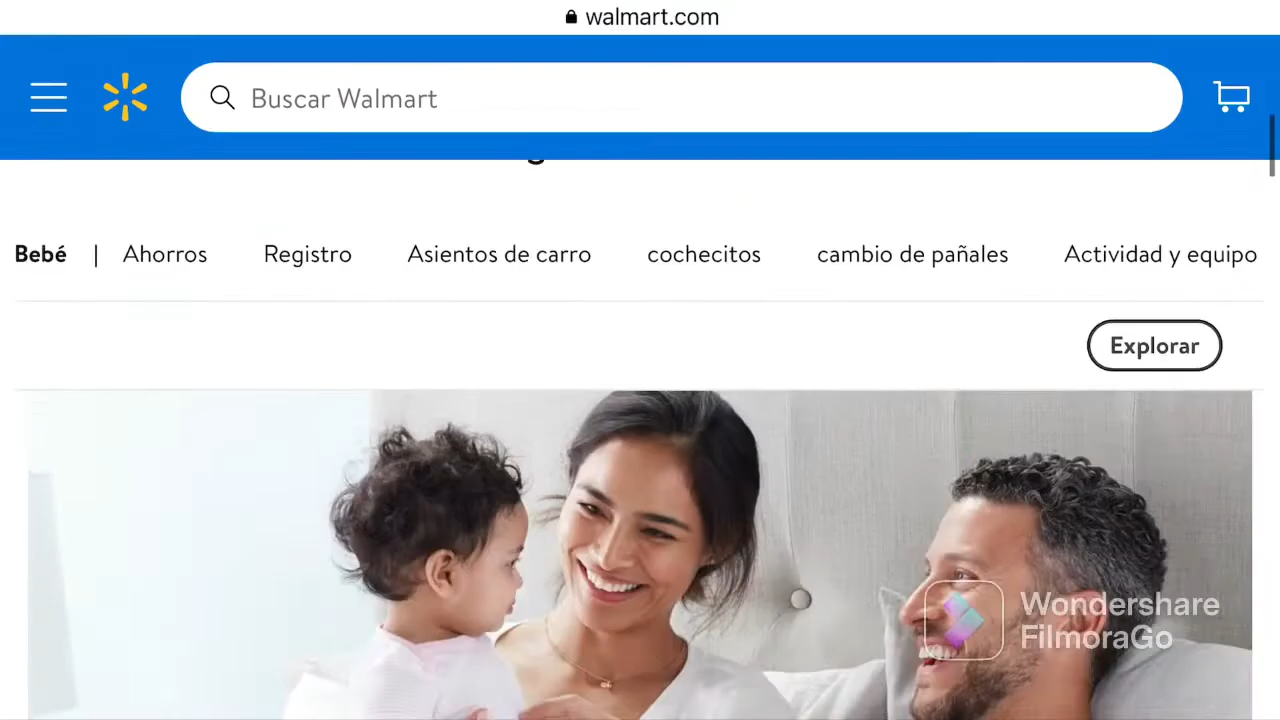 walmart.com
Buscar Walmart
Bebé | Ahorros Registro Asientos de carro cochecitos cambio de pañales Actividad y equipo
Explorar
Wondershare
FilmoraGo